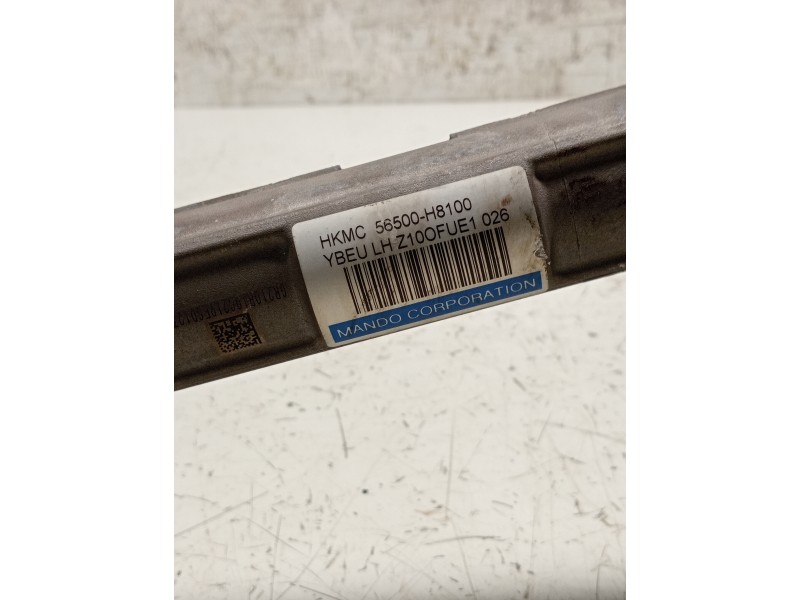 HKMC 56500-H8100
YBEU LH Z10OFUE1 026
MANDO CORPORATION